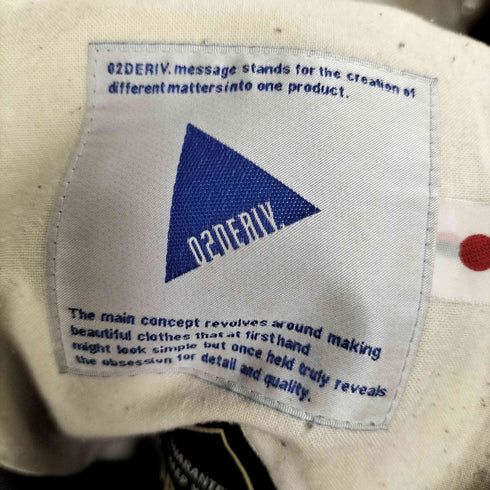 02DERIV. message stands for the creation of
different mattersinto one product.
02DERIV.
The main concept revolves around making
beautiful clothes that at first hand
might look simple but once held truly reveals
the obsession for detail and quality.